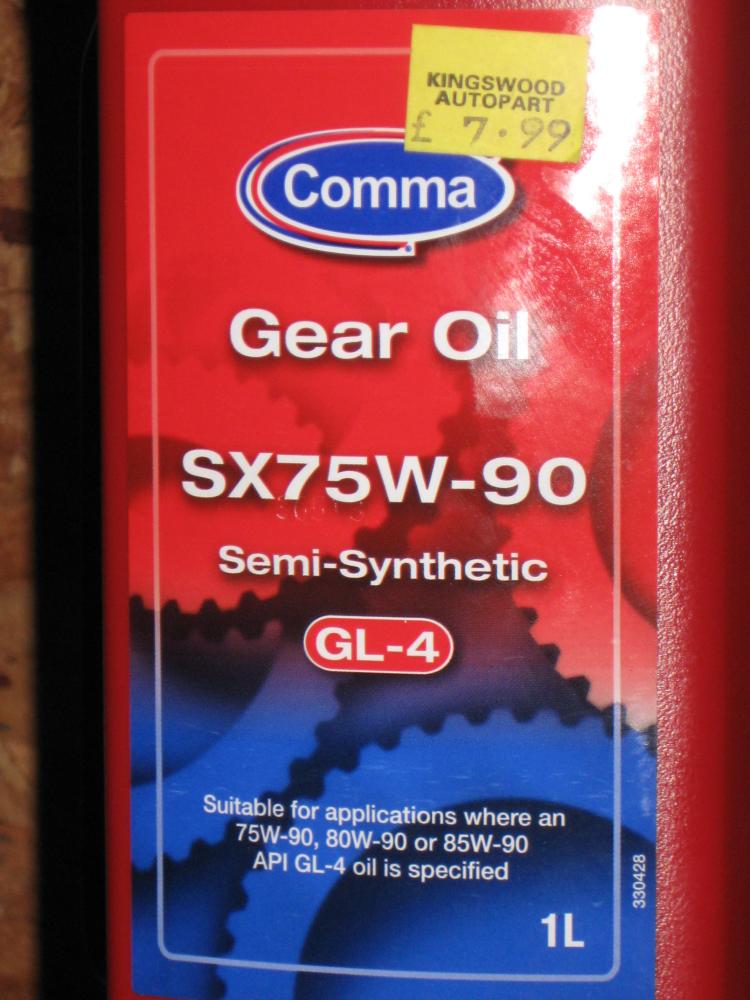 KINGSWOOD
AUTOPART
£ 7.99
Comma
Gear Oil
SX75W-90
Semi-Synthetic
GL-4
Suitable for applications where an
75W-90, 80W-90 or 85W-90
API GL-4 oil is specified
330428
1L